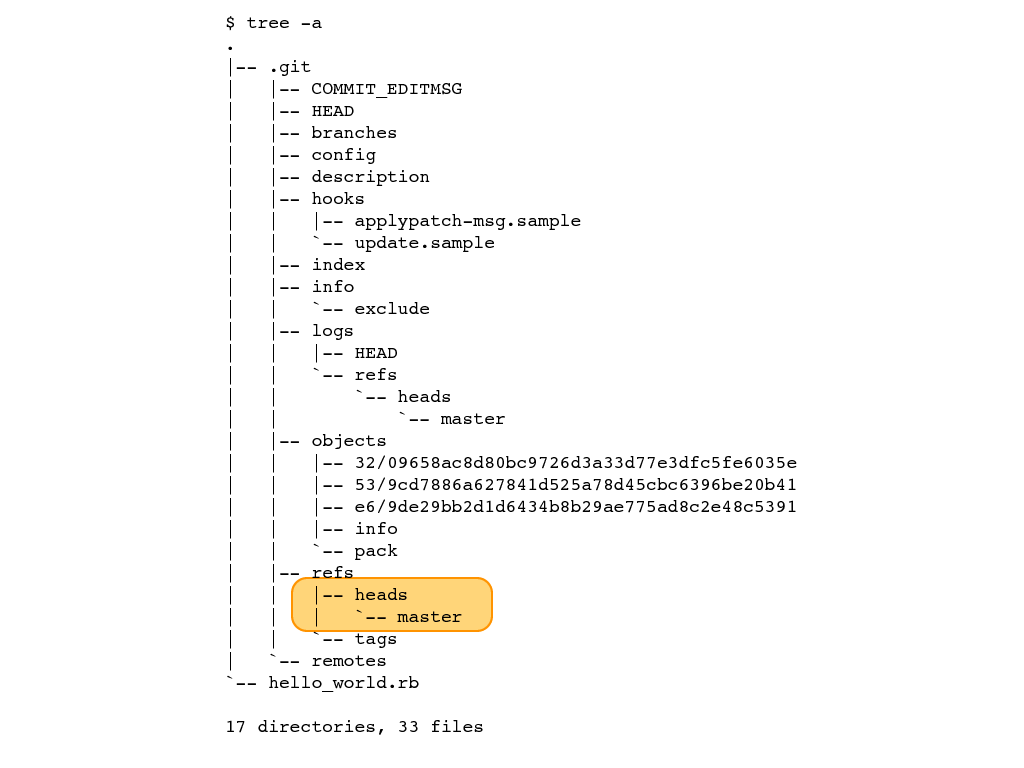 $ tree -a
.
|-- .git
|   |-- COMMIT_EDITMSG
|   |-- HEAD
|   |-- branches
|   |-- config
|   |-- description
|   |-- hooks
|   |   |-- applypatch-msg.sample
|   |   `-- update.sample
|   |-- index
|   |-- info
|   |   `-- exclude
|   |-- logs
|   |   |-- HEAD
|   |   `-- refs
|   |       `-- heads
|   |           `-- master
|   |-- objects
|   |   |-- 32/09658ac8d80bc9726d3a33d77e3dfc5fe6035e
|   |   |-- 53/9cd7886a627841d525a78d45cbc6396be20b41
|   |   |-- e6/9de29bb2d1d6434b8b29ae775ad8c2e48c5391
|   |   |-- info
|   |   `-- pack
|   |-- refs
|   |   |-- heads
|   |   |   `-- master
|   |   `-- tags
|   `-- remotes
`-- hello_world.rb
17 directories, 33 files